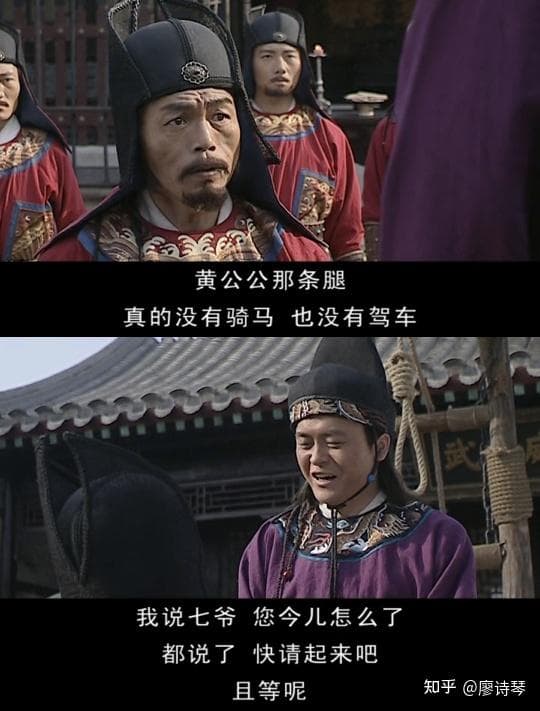 黄公公那条腿
真的没有骑马 也没有驾车
武
我说七爷 您今儿怎么了
都说了 快请起来吧
且等呢
知乎 @廖诗琴